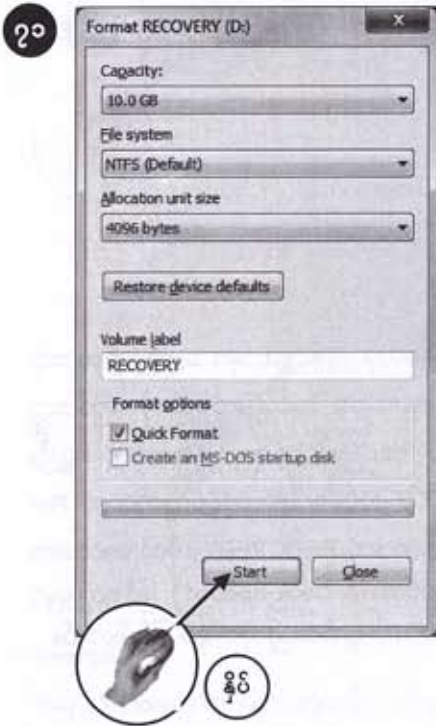 ၃၁
Format RECOVERY (D:)
x
Capacity:
10.0 GB
File system
NTFS (Default)
Allocation unit size
4096 bytes
Restore device defaults
Volume label
RECOVERY
Format options
Quick Format
Create an MS-DOS startup disk
Start
Close
နှိပ်